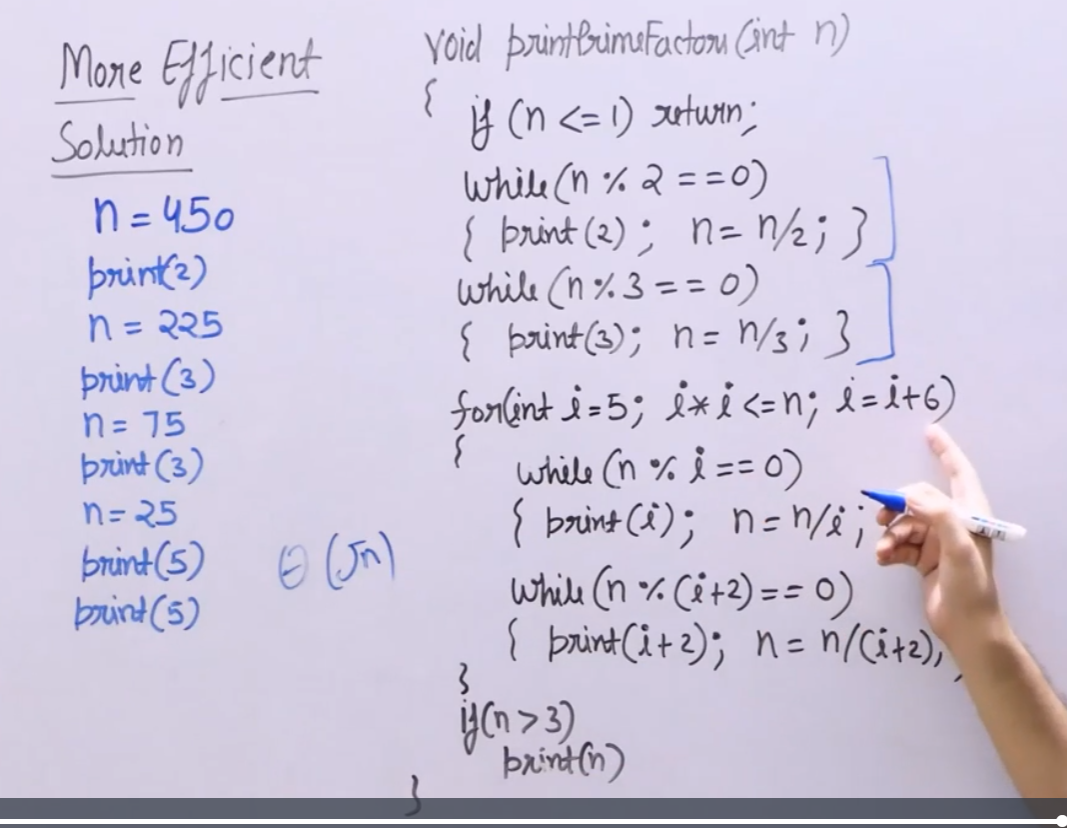 More Efficient
Solution
n = 450
print(2)
n = 225
print(3)
n = 75
print(3)
n = 25
print(5)
print(5)
θ(√n)
void printPrimeFactors(int n)
{
if (n <= 1) return;
while(n % 2 == 0)
{ print(2); n = n/2; }
while(n % 3 == 0)
{ print(3); n = n/3; }
for(int i=5; i*i <= n; i=i+6)
{
while(n % i == 0)
{ print(i); n = n/i;
while(n % (i+2) == 0)
{ print(i+2); n = n/(i+2),
}
if(n > 3)
print(n)
}